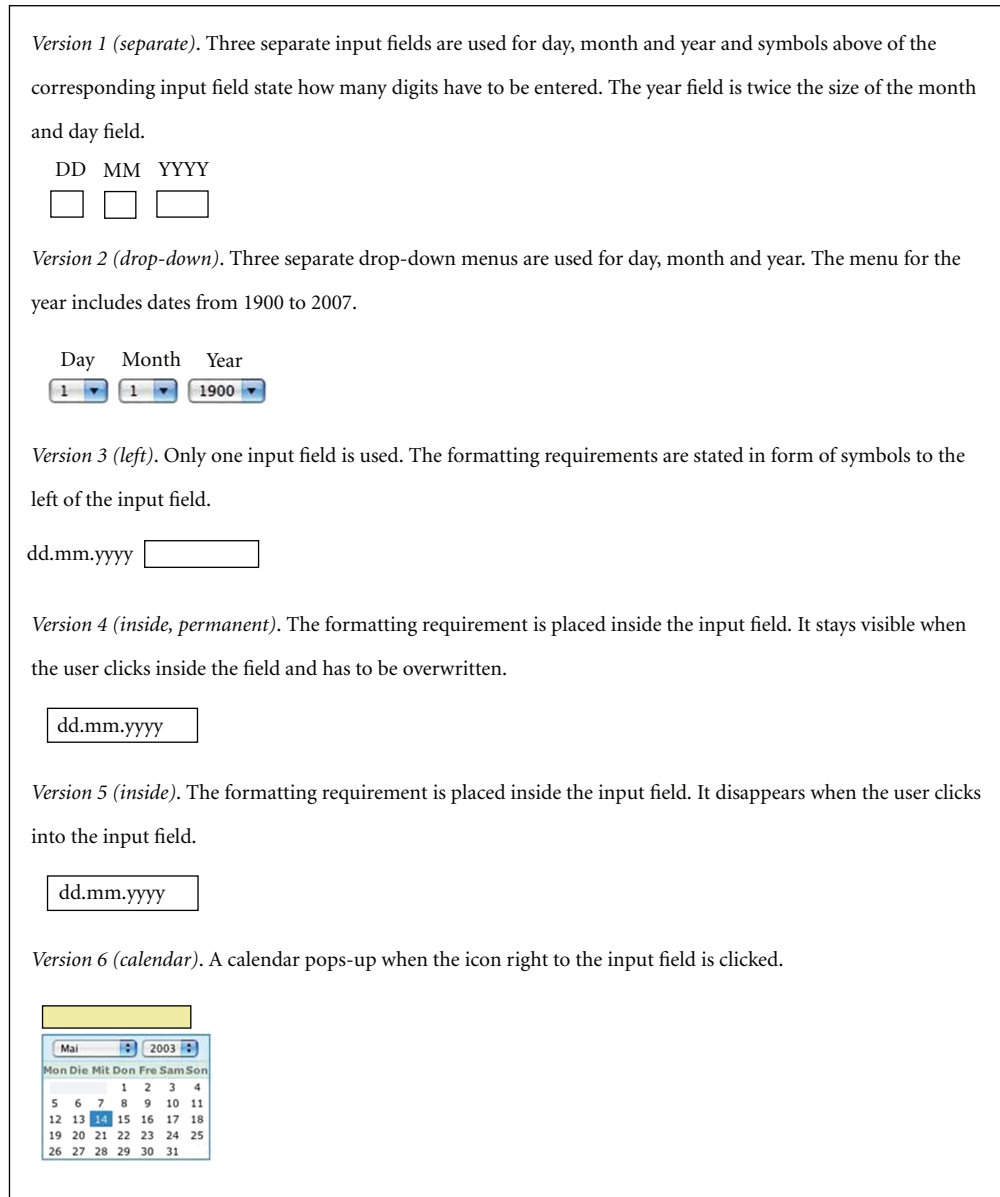 Version 1 (separate). Three separate input fields are used for day, month and year and symbols above of the
corresponding input field state how many digits have to be entered. The year field is twice the size of the month
and day field.
DD MM YYYY
Version 2 (drop-down). Three separate drop-down menus are used for day, month and year. The menu for the
year includes dates from 1900 to 2007.
Day Month Year
1 1 1900
Version 3 (left). Only one input field is used. The formatting requirements are stated in form of symbols to the
left of the input field.
dd.mm.yyyy
Version 4 (inside, permanent). The formatting requirement is placed inside the input field. It stays visible when
the user clicks inside the field and has to be overwritten.
dd.mm.yyyy
Version 5 (inside). The formatting requirement is placed inside the input field. It disappears when the user clicks
into the input field.
dd.mm.yyyy
Version 6 (calendar). A calendar pops-up when the icon right to the input field is clicked.
Mai 2003
Mon Die Mit Don Fre Sam Son
1 2 3 4
5 6 7 8 9 10 11
12 13 14 15 16 17 18
19 20 21 22 23 24 25
26 27 28 29 30 31